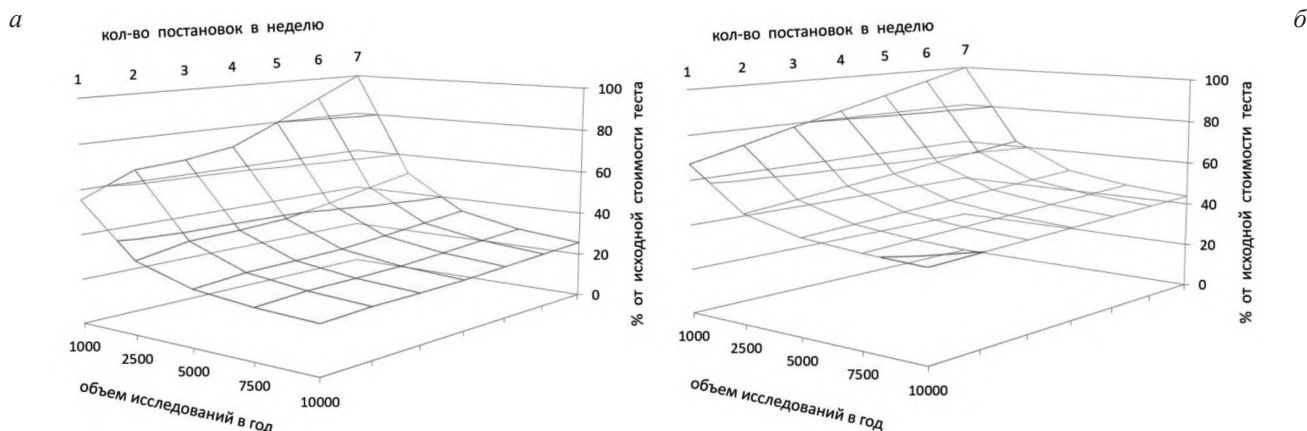 а
кол-во постановок в неделю
1 2 3 4 5 6 7
100
80
60
40
20
0
% от исходной стоимости теста
1000
2500
5000
7500
10000
объем исследований в год
б
кол-во постановок в неделю
1 2 3 4 5 6 7
100
80
60
40
20
0
% от исходной стоимости теста
1000
2500
5000
7500
10000
объем исследований в год